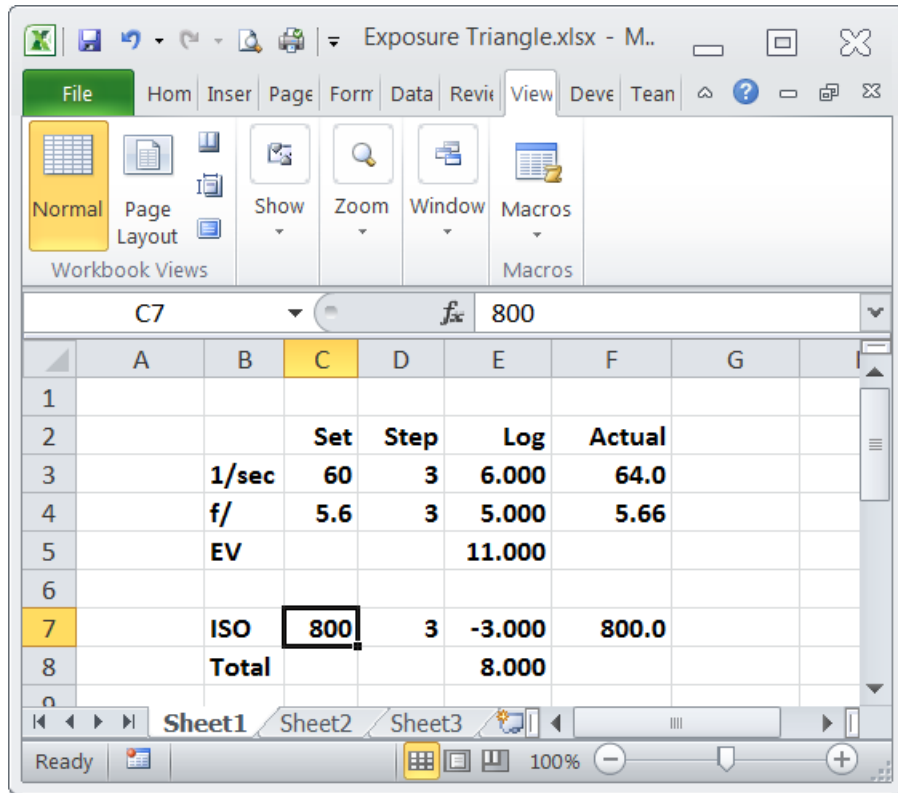 Exposure Triangle.xlsx - M..
File Hom Inser Page Forr Data Revie View Deve Tean
Normal Page Layout Show Zoom Window Macros
Workbook Views Macros
C7 fx 800
A B C D E F G
1
2 Set Step Log Actual
3 1/sec 60 3 6.000 64.0
4 f/ 5.6 3 5.000 5.66
5 EV 11.000
6
7 ISO 800 3 -3.000 800.0
8 Total 8.000
Sheet1 Sheet2 Sheet3
Ready 100%